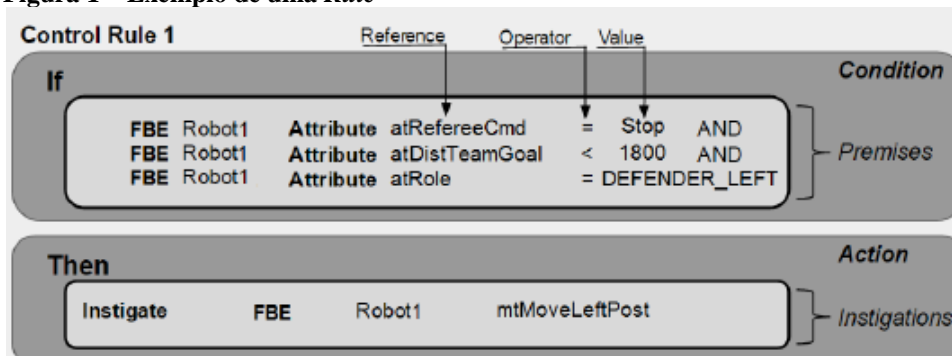 Figura 1 – Exemplo de uma Rule
Control Rule 1 Reference Operator Value
Condition
If
FBE Robot1 Attribute atRefereeCmd = Stop AND
FBE Robot1 Attribute atDistTeamGoal < 1800 AND
FBE Robot1 Attribute atRole = DEFENDER_LEFT
Premises
Action
Then
Instigate FBE Robot1 mtMoveLeftPost
Instigations